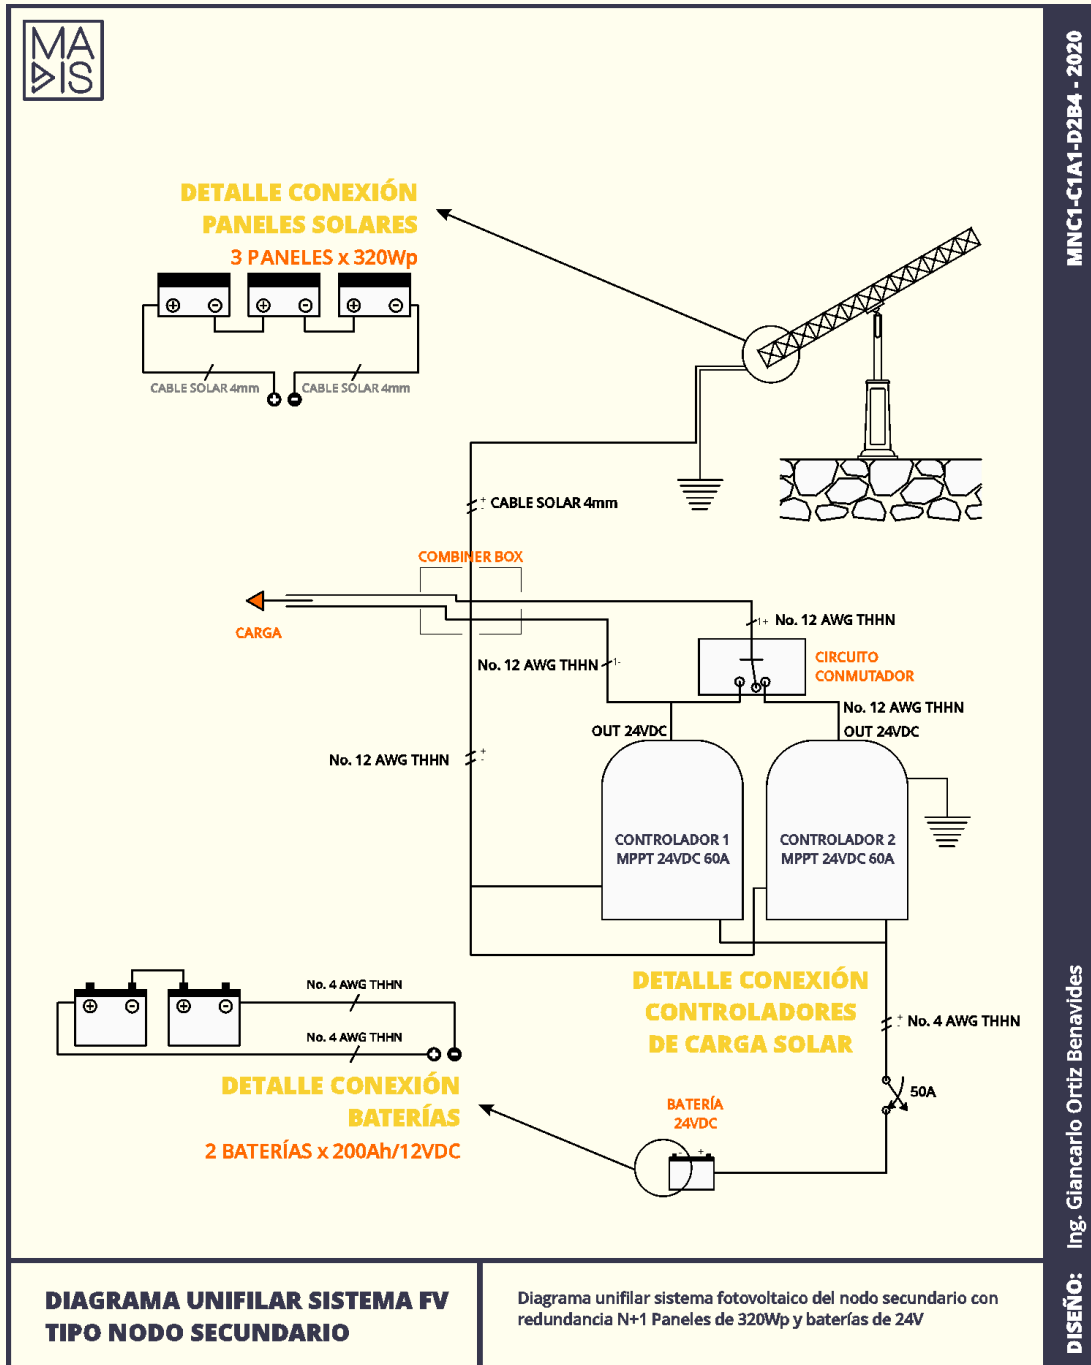 MA
DIS
MNC1-C1A1-D2B4 - 2020
DETALLE CONEXIÓN
PANELES SOLARES
3 PANELES x 320Wp
+ - + - + -
CABLE SOLAR 4mm
CABLE SOLAR 4mm
+ -
+
-
CABLE SOLAR 4mm
COMBINER BOX
CARGA
1+ No. 12 AWG THHN
No. 12 AWG THHN 1-
CIRCUITO
CONMUTADOR
No. 12 AWG THHN
OUT 24VDC
OUT 24VDC
No. 12 AWG THHN
+
-
CONTROLADOR 1
MPPT 24VDC 60A
CONTROLADOR 2
MPPT 24VDC 60A
DETALLE CONEXIÓN
CONTROLADORES
DE CARGA SOLAR
+ - + -
No. 4 AWG THHN
No. 4 AWG THHN
+ -
DETALLE CONEXIÓN
BATERÍAS
2 BATERÍAS x 200Ah/12VDC
+
-
No. 4 AWG THHN
50A
BATERÍA
24VDC
- +
DIAGRAMA UNIFILAR SISTEMA FV
TIPO NODO SECUNDARIO
Diagrama unifilar sistema fotovoltaico del nodo secundario con
redundancia N+1 Paneles de 320Wp y baterías de 24V
DISEÑO: Ing. Giancarlo Ortiz Benavides